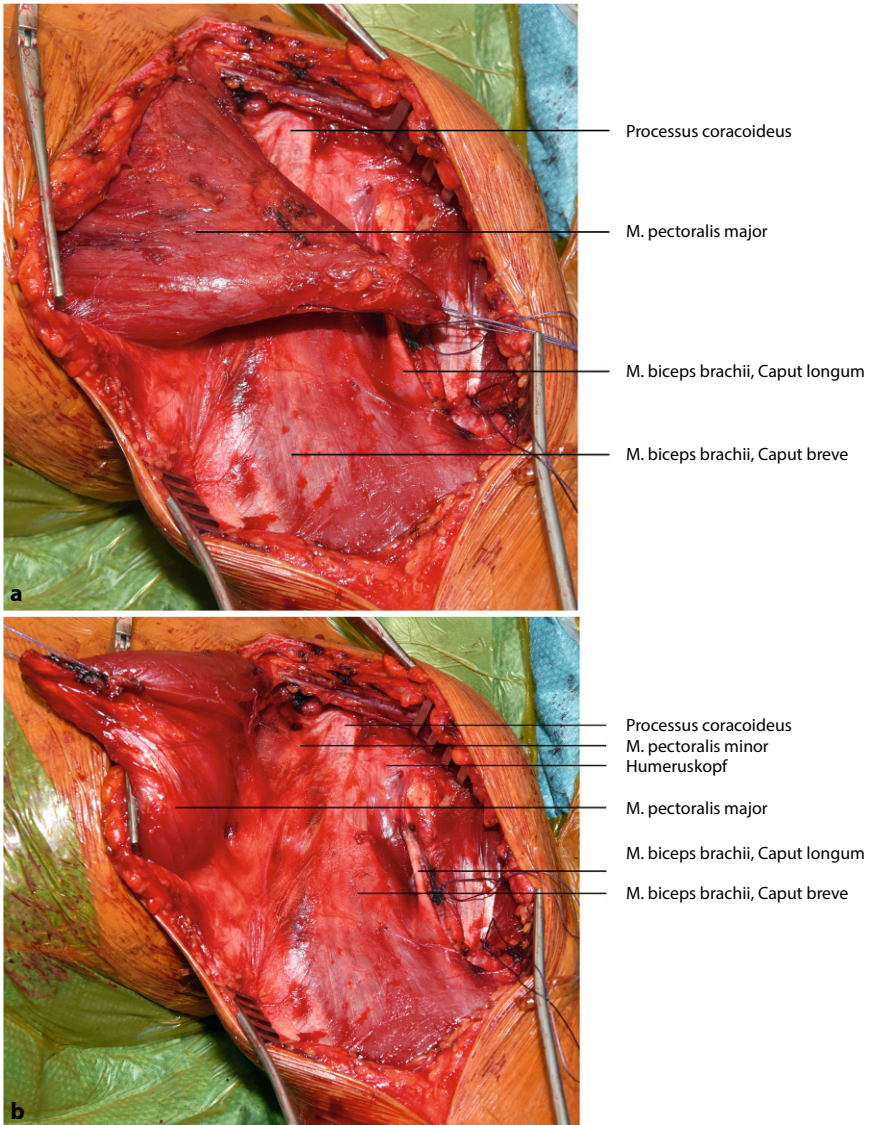 Processus coracoideus
M. pectoralis major
M. biceps brachii, Caput longum
M. biceps brachii, Caput breve
a
Processus coracoideus
M. pectoralis minor
Humeruskopf
M. pectoralis major
M. biceps brachii, Caput longum
M. biceps brachii, Caput breve
b